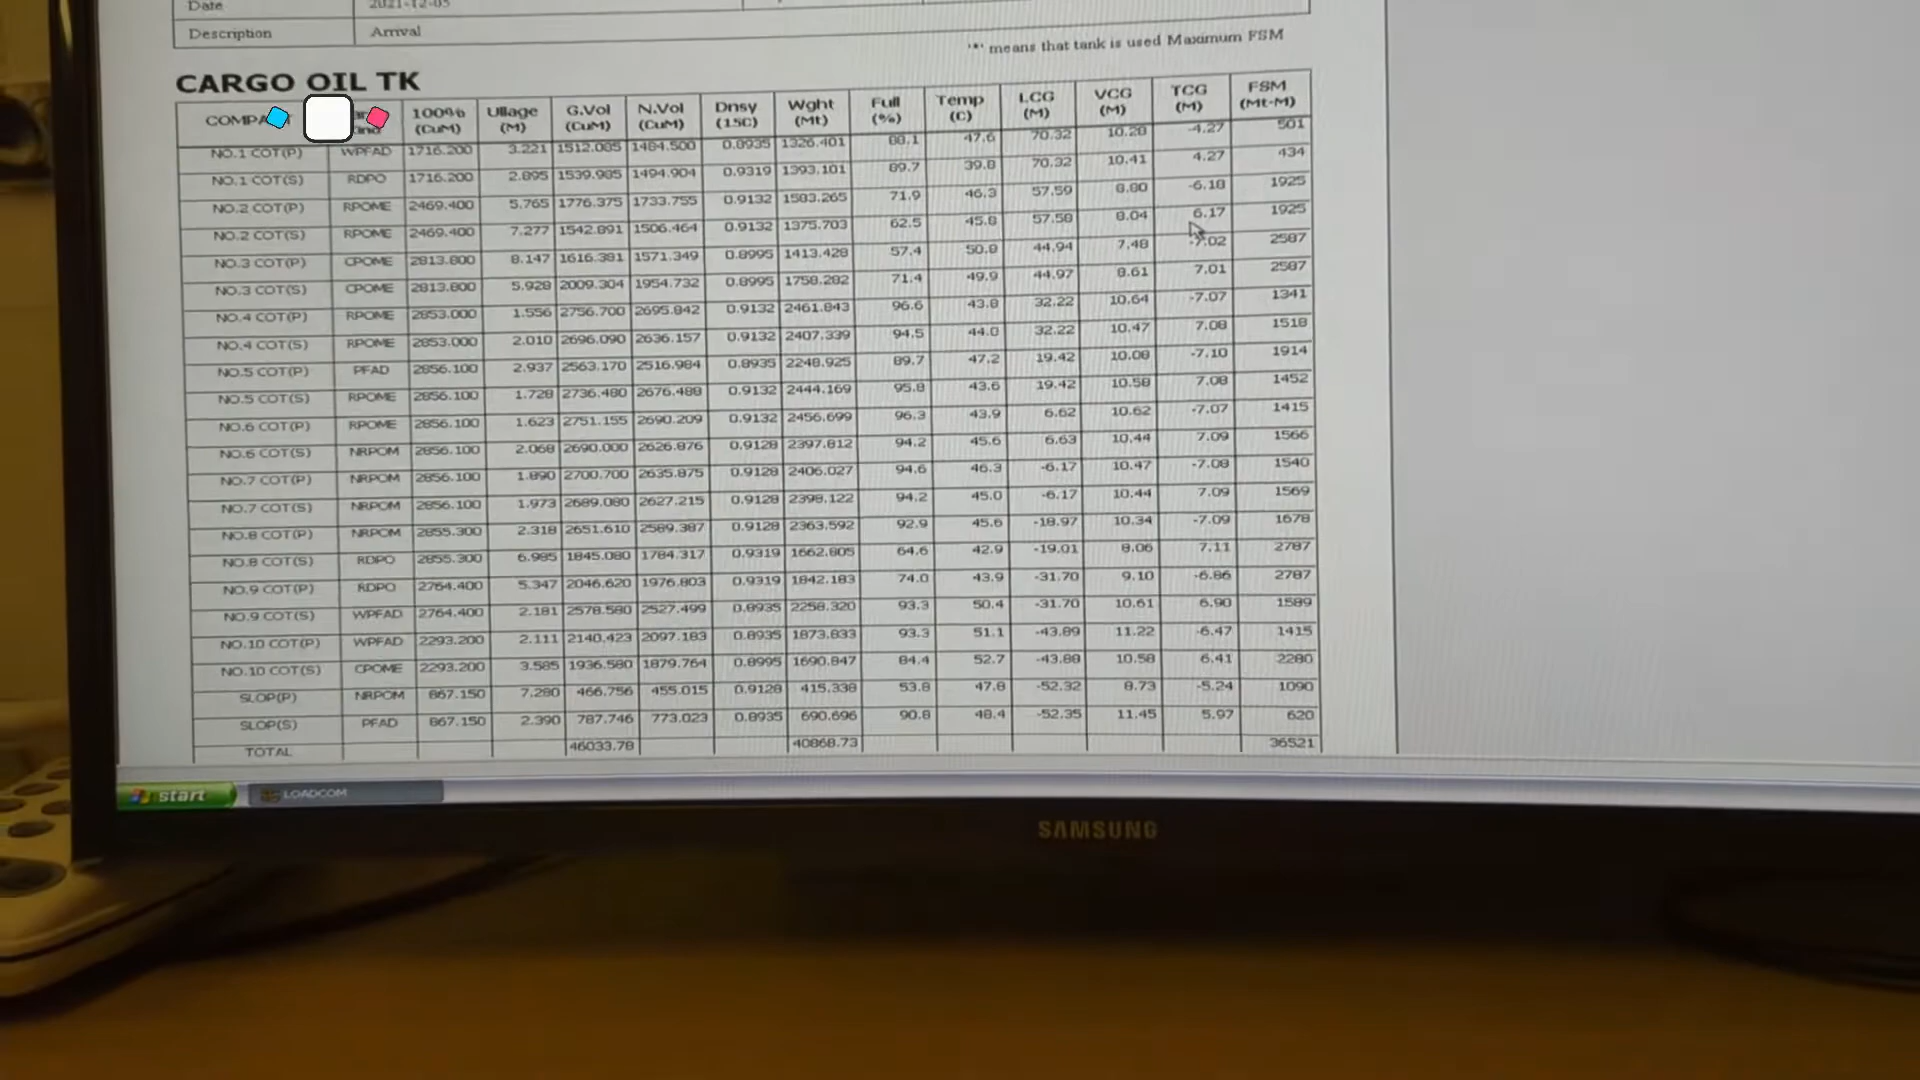 Date 2021-12-05
Description Arrival
'*' means that tank is used Maximum FSM
CARGO OIL TK
100% (CuM) Ullage (M) G.Vol (CuM) N.Vol (CuM) Dnsy (15C) Wght (Mt) Full (%) Temp (C) LCG (M) VCG (M) TCG (M) FSM (Mt-M)
NO.1 COT(P) WPFAD 1716.200 3.221 1512.085 1484.500 0.8935 1326.401 88.1 47.6 70.32 10.28 -4.27 501
NO.1 COT(S) RDPO 1716.200 2.895 1539.985 1494.904 0.9319 1393.101 89.7 39.8 70.32 10.41 4.27 434
NO.2 COT(P) RPOME 2469.400 5.765 1776.375 1733.755 0.9132 1583.265 71.9 46.3 57.59 8.80 -6.18 1925
NO.2 COT(S) RPOME 2469.400 7.277 1542.891 1506.464 0.9132 1375.703 62.5 45.8 57.58 8.04 6.17 1925
NO.3 COT(P) CPOME 2813.800 8.147 1616.381 1571.349 0.8995 1413.428 57.4 50.8 44.94 7.48 -7.02 2587
NO.3 COT(S) CPOME 2813.800 5.928 2009.304 1954.732 0.8995 1758.282 71.4 49.9 44.97 8.61 7.01 2587
NO.4 COT(P) RPOME 2853.000 1.556 2756.700 2695.842 0.9132 2461.843 96.6 43.8 32.22 10.64 -7.07 1341
NO.4 COT(S) RPOME 2853.000 2.010 2696.090 2636.157 0.9132 2407.339 94.5 44.0 32.22 10.47 7.08 1518
NO.5 COT(P) PFAD 2856.100 2.937 2563.170 2516.984 0.8935 2248.925 89.7 47.2 19.42 10.08 -7.10 1914
NO.5 COT(S) RPOME 2856.100 1.728 2736.480 2676.488 0.9132 2444.169 95.8 43.6 19.42 10.58 7.08 1452
NO.6 COT(P) RPOME 2856.100 1.623 2751.155 2690.209 0.9132 2456.699 96.3 43.9 6.62 10.62 -7.07 1415
NO.6 COT(S) NRPOM 2856.100 2.068 2690.000 2626.876 0.9128 2397.812 94.2 45.6 6.63 10.44 7.09 1566
NO.7 COT(P) NRPOM 2856.100 1.890 2700.700 2635.875 0.9128 2406.027 94.6 46.3 -6.17 10.47 -7.08 1540
NO.7 COT(S) NRPOM 2856.100 1.973 2689.080 2627.215 0.9128 2398.122 94.2 45.0 -6.17 10.44 7.09 1569
NO.8 COT(P) NRPOM 2855.300 2.318 2651.610 2589.387 0.9128 2363.592 92.9 45.6 -18.97 10.34 -7.09 1678
NO.8 COT(S) RDPO 2855.300 6.985 1845.080 1784.317 0.9319 1662.805 64.6 42.9 -19.01 8.06 7.11 2787
NO.9 COT(P) RDPO 2764.400 5.347 2046.620 1976.803 0.9319 1842.183 74.0 43.9 -31.70 9.10 -6.86 2787
NO.9 COT(S) WPFAD 2764.400 2.181 2578.580 2527.499 0.8935 2258.320 93.3 50.4 -31.70 10.61 6.90 1589
NO.10 COT(P) WPFAD 2293.200 2.111 2140.423 2097.183 0.8935 1873.833 93.3 51.1 -43.89 11.22 -6.47 1415
NO.10 COT(S) CPOME 2293.200 3.585 1936.580 1879.764 0.8995 1690.847 84.4 52.7 -43.88 10.58 6.41 2280
SLOP(P) NRPOM 867.150 7.280 466.756 455.015 0.9128 415.338 53.8 47.8 -52.32 8.73 -5.24 1090
SLOP(S) PFAD 867.150 2.390 787.746 773.023 0.8935 690.696 90.8 48.4 -52.35 11.45 5.97 620
TOTAL 46033.78 40868.73 36521
start LOADCOM
SAMSUNG